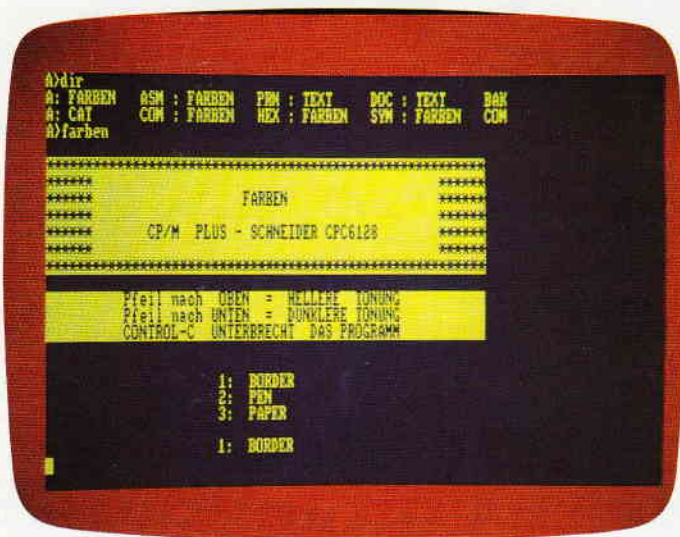 A>dir
A: FARBEN   ASM : FARBEN   PRN : TEXT     DOC : TEXT     BAK
A: CAT      COM : FARBEN   HEX : FARBEN   SYM : FARBEN   COM
A>farben
*********************************************************
******                                             ******
******                   FARBEN                    ******
******                                             ******
******      CP/M  PLUS - SCHNEIDER CPC6128         ******
******                                             ******
*********************************************************
Pfeil nach  OBEN  =  HELLERE  TONUNG
Pfeil nach UNTEN  =  DUNKLERE TONUNG
CONTROL-C  UNTERBRECHT  DAS PROGRAMM
1:  BORDER
2:  PEN
3:  PAPER
1:  BORDER